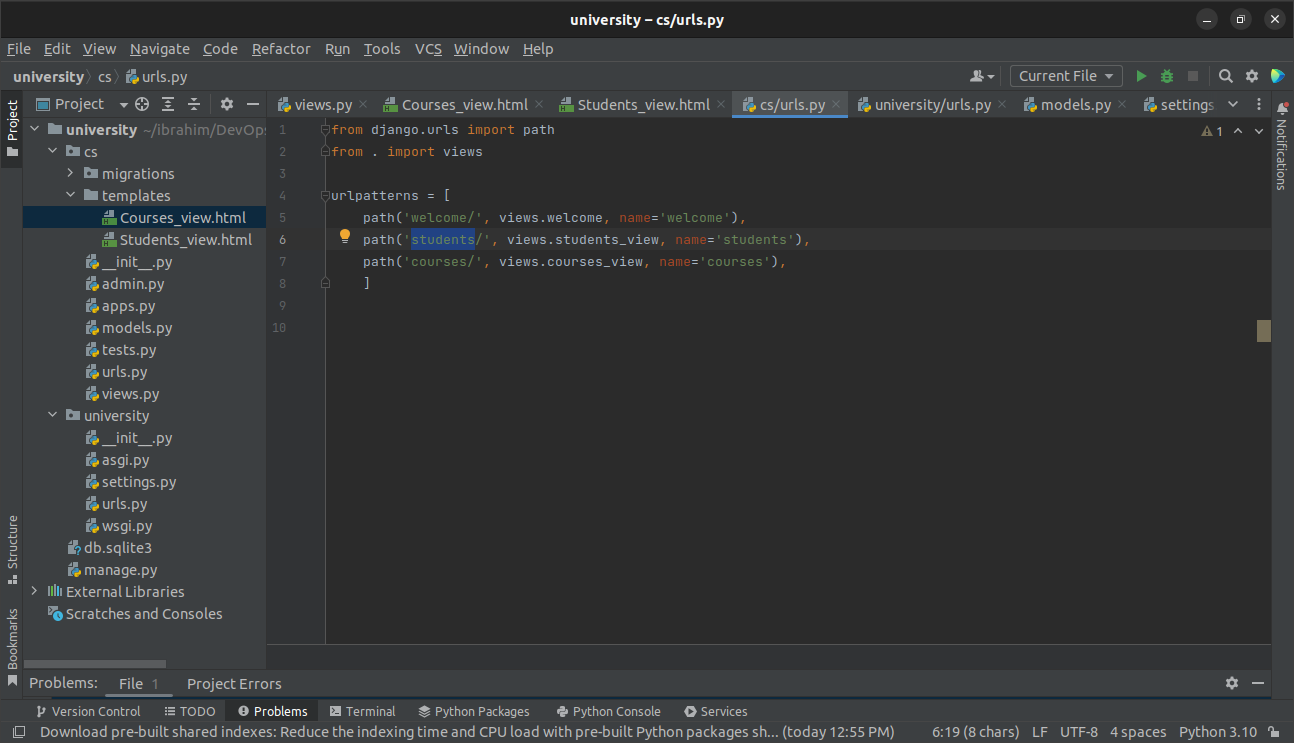 university – cs/urls.py
File Edit View Navigate Code Refactor Run Tools VCS Window Help
university cs urls.py
Current File
Project
views.py Courses_view.html Students_view.html cs/urls.py university/urls.py models.py settings
Project
Notifications
university ~/ibrahim/DevOps
cs
migrations
templates
Courses_view.html
Students_view.html
__init__.py
admin.py
apps.py
models.py
tests.py
urls.py
views.py
university
__init__.py
asgi.py
settings.py
urls.py
wsgi.py
db.sqlite3
manage.py
External Libraries
Scratches and Consoles
Structure
Bookmarks
1 from django.urls import path
2 from . import views
3
4 urlpatterns = [
5 path('welcome/', views.welcome, name='welcome'),
6 path('students/', views.students_view, name='students'),
7 path('courses/', views.courses_view, name='courses'),
8 ]
9
10
1
Problems: File 1 Project Errors
Version Control TODO Problems Terminal Python Packages Python Console Services
Download pre-built shared indexes: Reduce the indexing time and CPU load with pre-built Python packages sh... (today 12:55 PM) 6:19 (8 chars) LF UTF-8 4 spaces Python 3.10